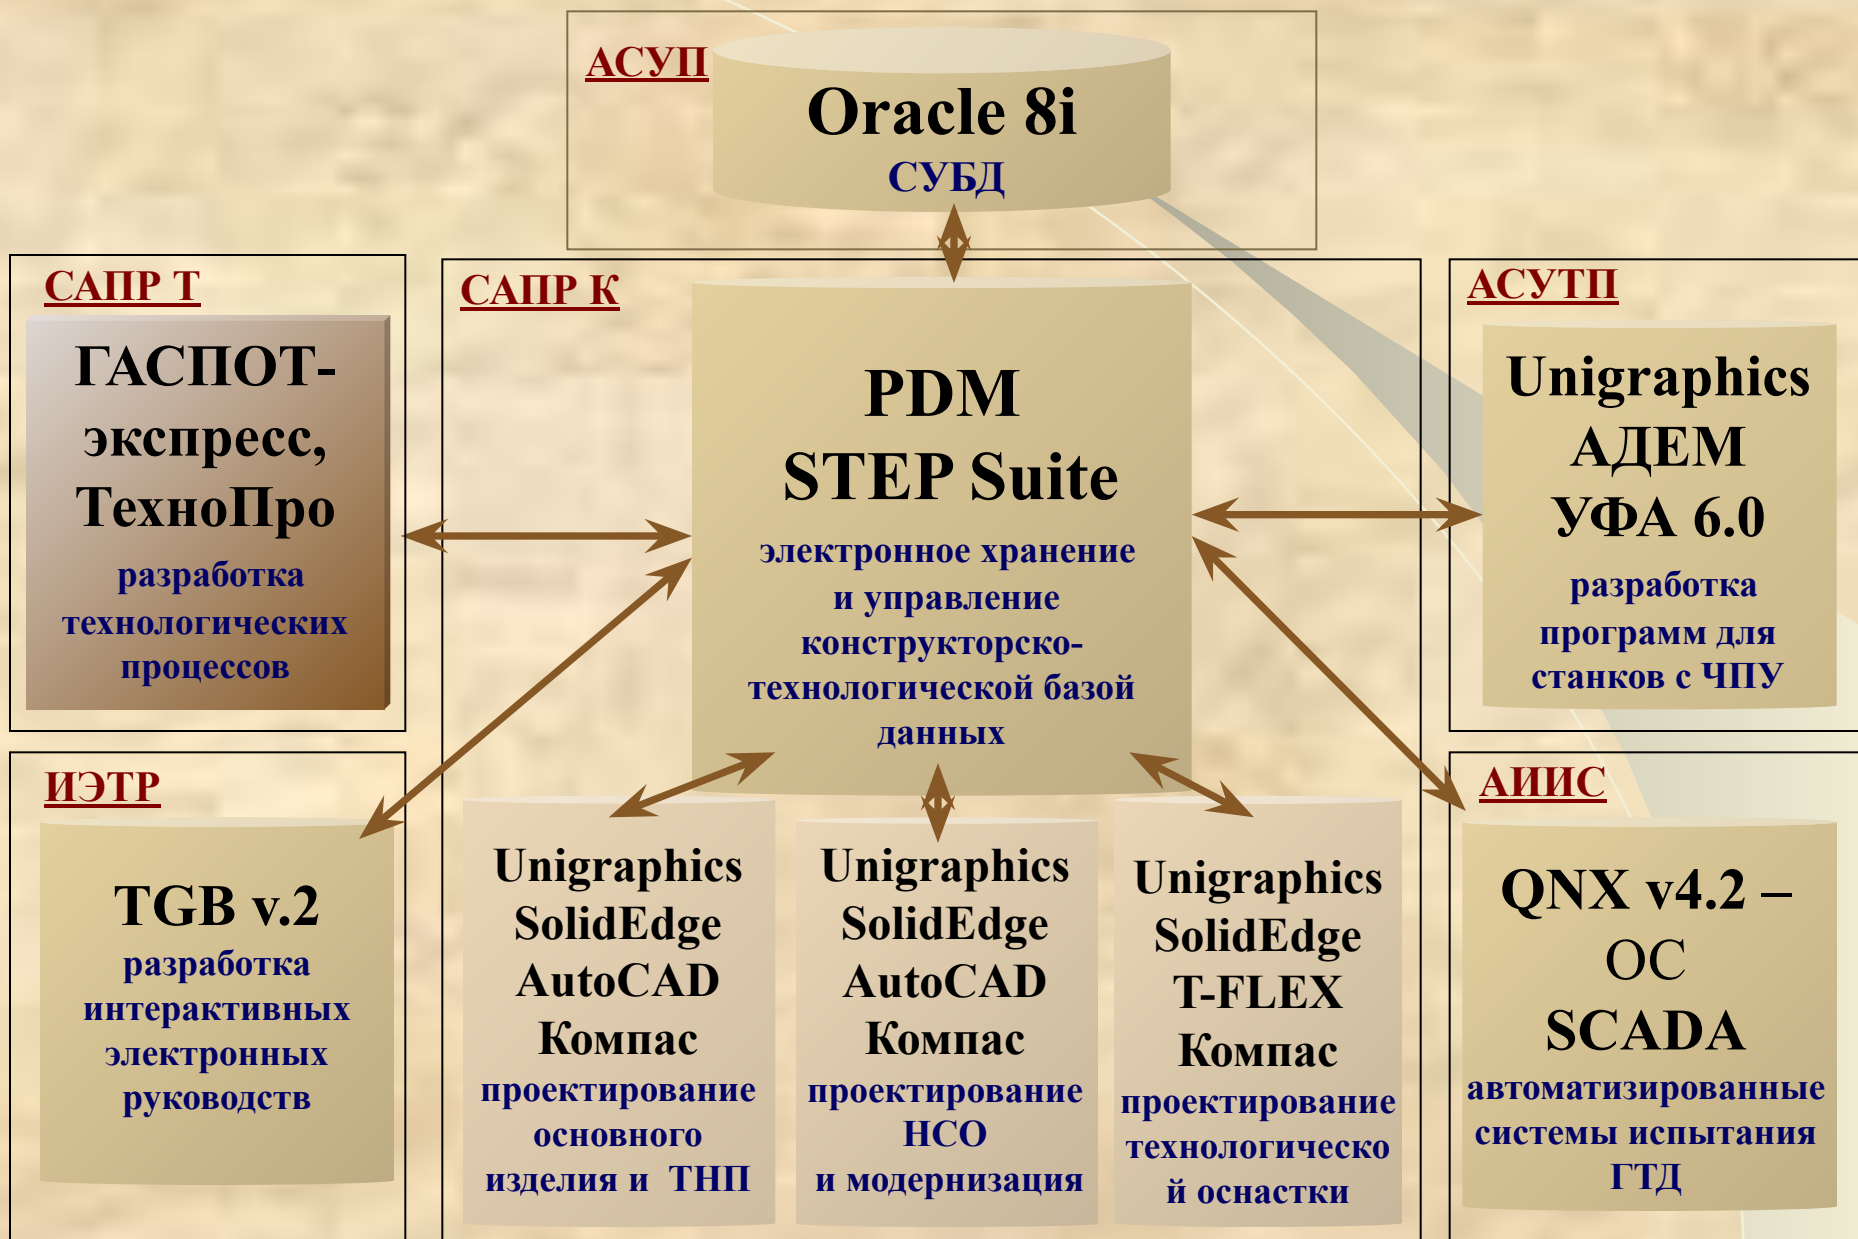 АСУП
Oracle 8i
СУБД
САПР Т
ГАСПОТ-
экспресс,
ТехноПро
разработка
технологических
процессов
САПР К
PDM
STEP Suite
электронное хранение
и управление
конструкторско-
технологической базой
данных
АСУТП
Unigraphics
АДЕМ
УФА 6.0
разработка
программ для
станков с ЧПУ
ИЭТР
TGB v.2
разработка
интерактивных
электронных
руководств
Unigraphics
SolidEdge
AutoCAD
Компас
проектирование
основного
изделия и ТНП
Unigraphics
SolidEdge
AutoCAD
Компас
проектирование
НСО
и модернизация
Unigraphics
SolidEdge
T-FLEX
Компас
проектирование
технологическо
й оснастки
АИИС
QNX v4.2 –
ОС
SCADA
автоматизированные
системы испытания
ГТД